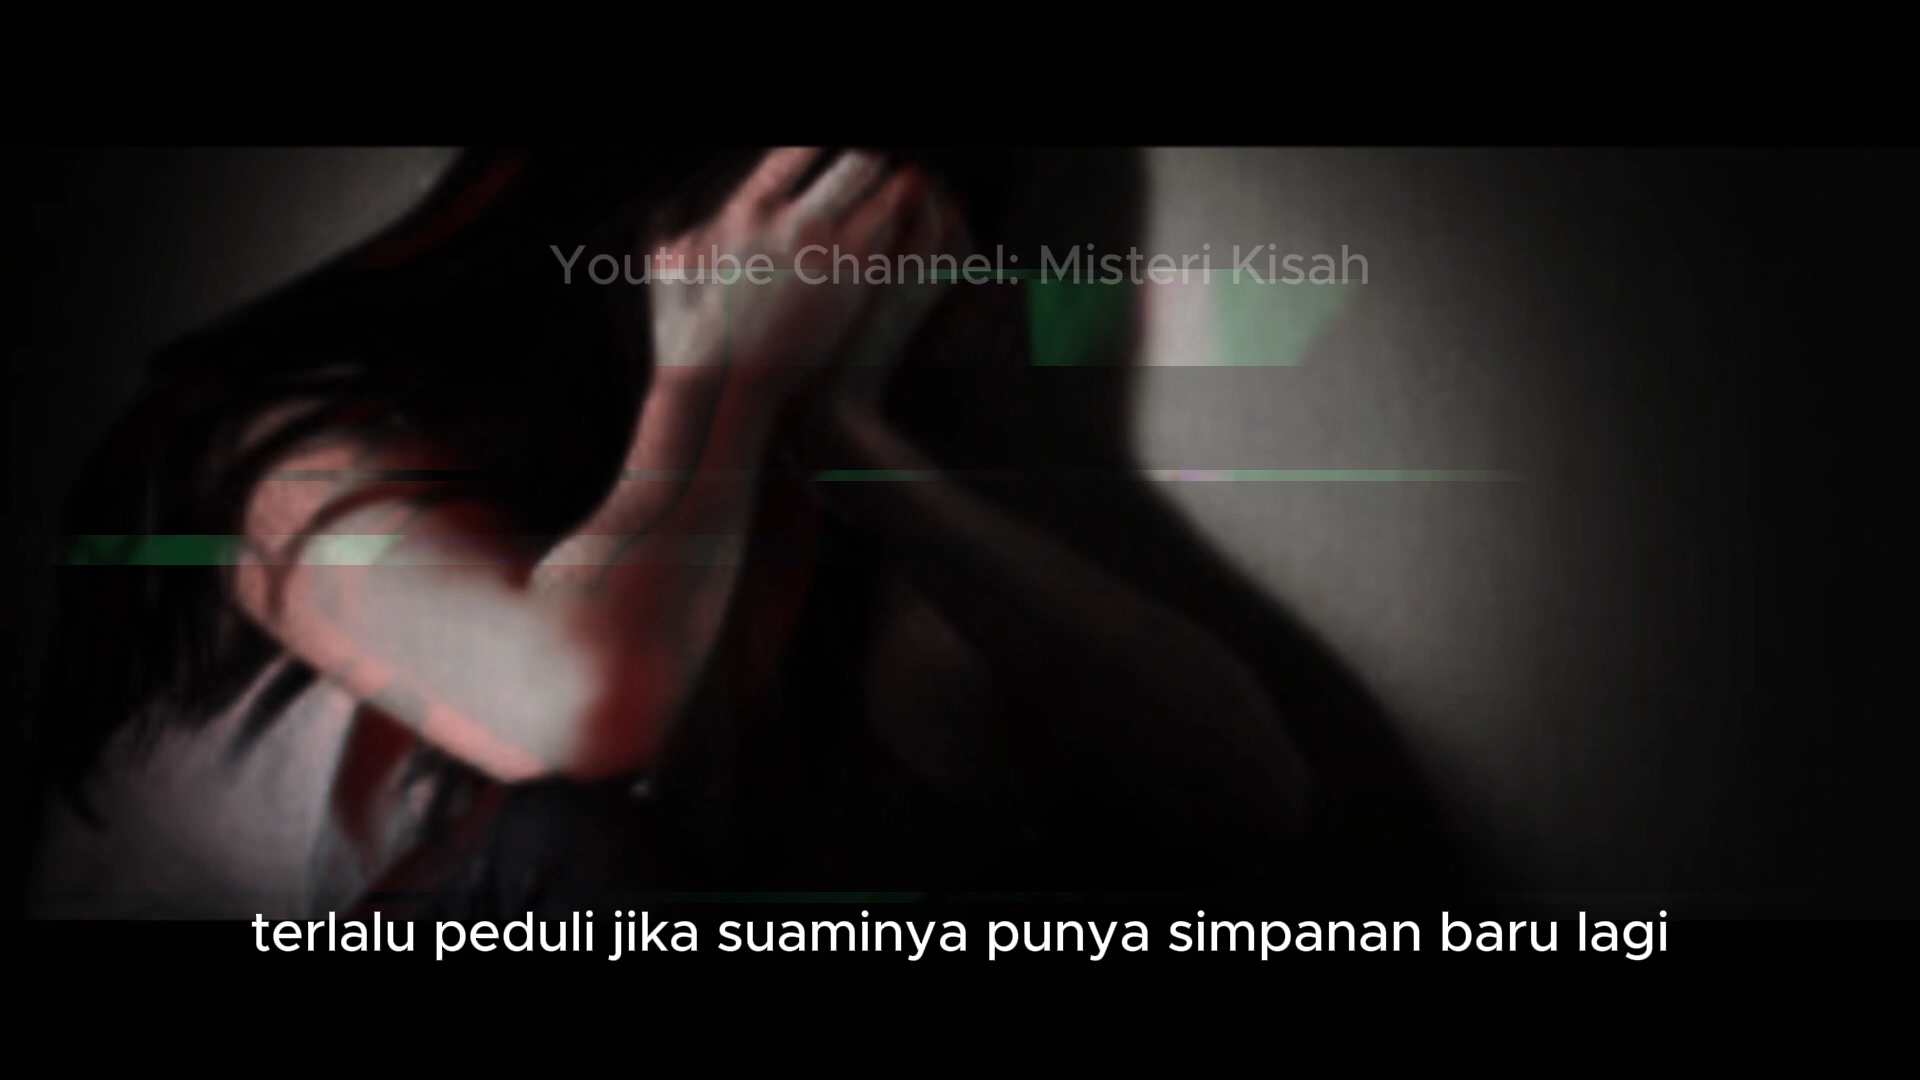 Youtube Channel: Misteri Kisah
terlalu peduli jika suaminya punya simpanan baru lagi